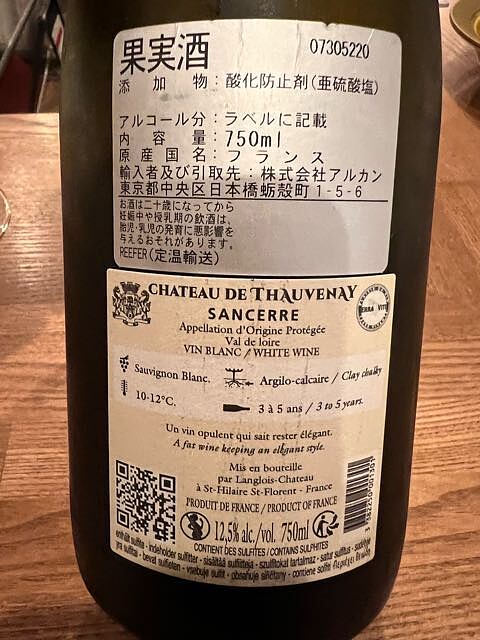 果実酒 07305220
添加物：酸化防止剤(亜硫酸塩)
アルコール分：ラベルに記載
内容量：750ml
原産国名：フランス
輸入者及び引取先：株式会社アルカン
東京都中央区日本橋蛎殻町1-5-6
お酒は二十歳になってから
妊娠中や授乳期の飲酒は、
胎児・乳児の発育に悪影響を
与えるおそれがあります。
REEFER(定温輸送)
CHATEAU DE THAUVENAY
SANCERRE
Appellation d'Origine Protégée
Val de loire
VIN BLANC / WHITE WINE
TERRA VITIS
Sauvignon Blanc.
Argilo-calcaire / Clay chalky
10-12°C.
3 à 5 ans / 3 to 5 years.
Un vin opulent qui sait rester élégant.
A fat wine keeping an elegant style.
Mis en bouteille
par Langlois-Chateau
à St-Hilaire St-Florent - France
PRODUIT DE FRANCE / PRODUCT OF FRANCE
12,5% alc./vol. 750ml
CONTIENT DES SULFITES / CONTAINS SULPHITES